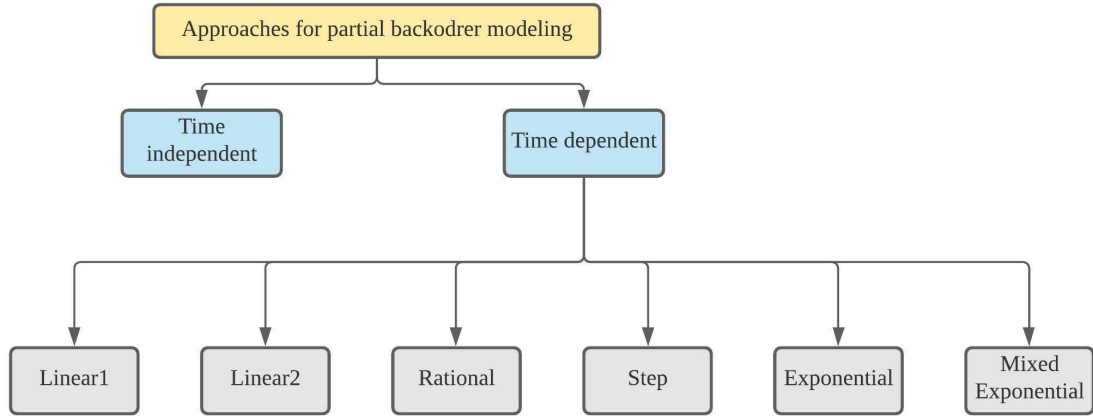 Approaches for partial backodrer modeling
Time
independent
Time dependent
Linear1
Linear2
Rational
Step
Exponential
Mixed
Exponential